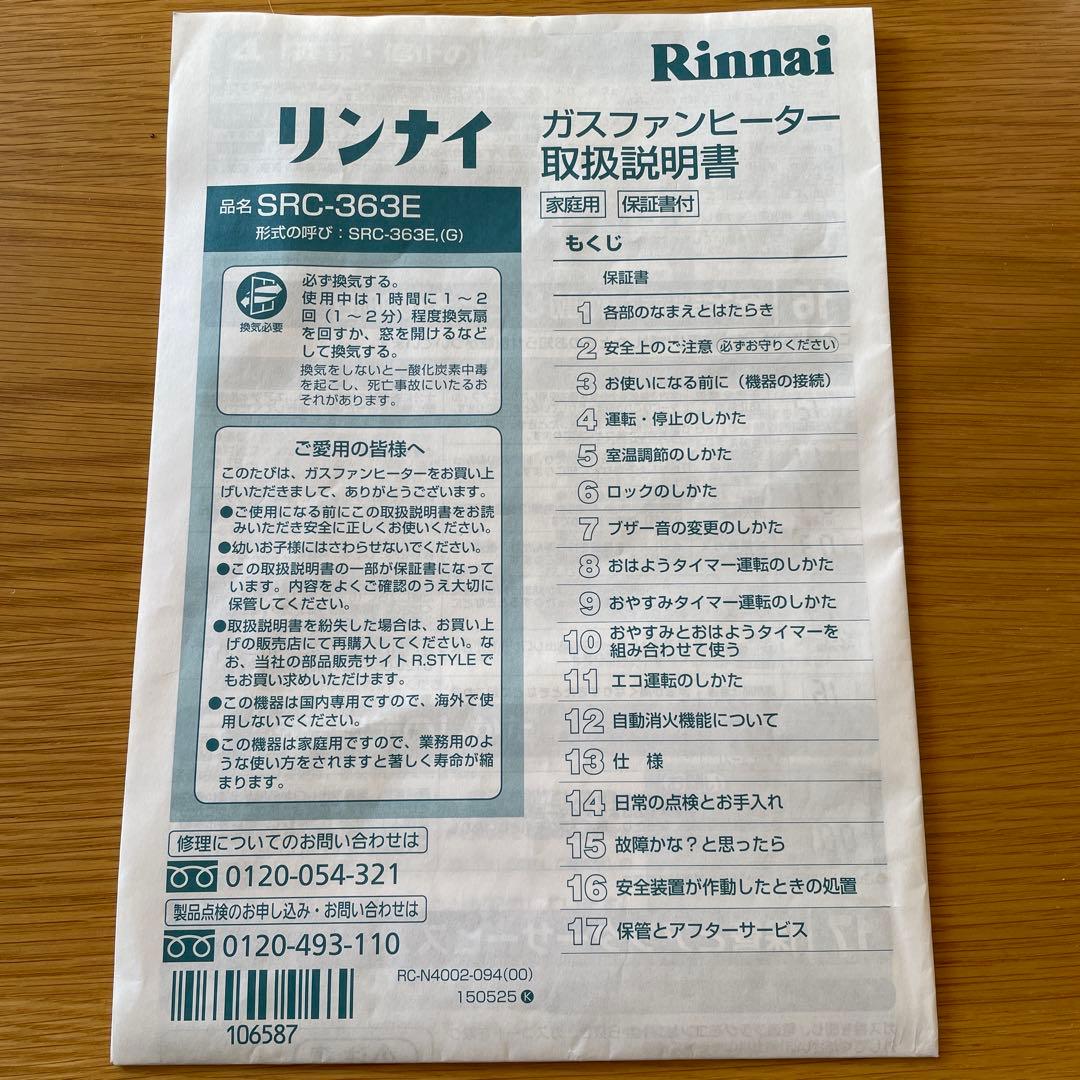 Rinnai
リンナイ
ガスファンヒーター
取扱説明書
家庭用 保証書付
品名 SRC-363E
形式の呼び：SRC-363E,(G)
換気必要
必ず換気する。
使用中は1時間に1～2
回（1～2分）程度換気扇
を回すか、窓を開けるなど
して換気する。
換気をしないと一酸化炭素中毒
を起こし、死亡事故にいたるお
それがあります。
ご愛用の皆様へ
このたびは、ガスファンヒーターをお買い上
げいただきまして、ありがとうございます。
●ご使用になる前にこの取扱説明書をお読
みいただき安全に正しくお使いください。
●幼いお子様にはさわらせないでください。
●この取扱説明書の一部が保証書になって
います。内容をよくご確認のうえ大切に
保管してください。
●取扱説明書を紛失した場合は、お買い上
げの販売店にて再購入してください。な
お、当社の部品販売サイトR.STYLEで
もお買い求めいただけます。
●この機器は国内専用ですので、海外で使
用しないでください。
●この機器は家庭用ですので、業務用のよ
うな使い方をされますと著しく寿命が縮
まります。
修理についてのお問い合わせは
0120-054-321
製品点検のお申し込み・お問い合わせは
0120-493-110
106587
RC-N4002-094(00)
150525 K
もくじ
保証書
1 各部のなまえとはたらき
2 安全上のご注意 必ずお守りください
3 お使いになる前に（機器の接続）
4 運転・停止のしかた
5 室温調節のしかた
6 ロックのしかた
7 ブザー音の変更のしかた
8 おはようタイマー運転のしかた
9 おやすみタイマー運転のしかた
10 おやすみとおはようタイマーを
組み合わせて使う
11 エコ運転のしかた
12 自動消火機能について
13 仕　様
14 日常の点検とお手入れ
15 故障かな？と思ったら
16 安全装置が作動したときの処置
17 保管とアフターサービス